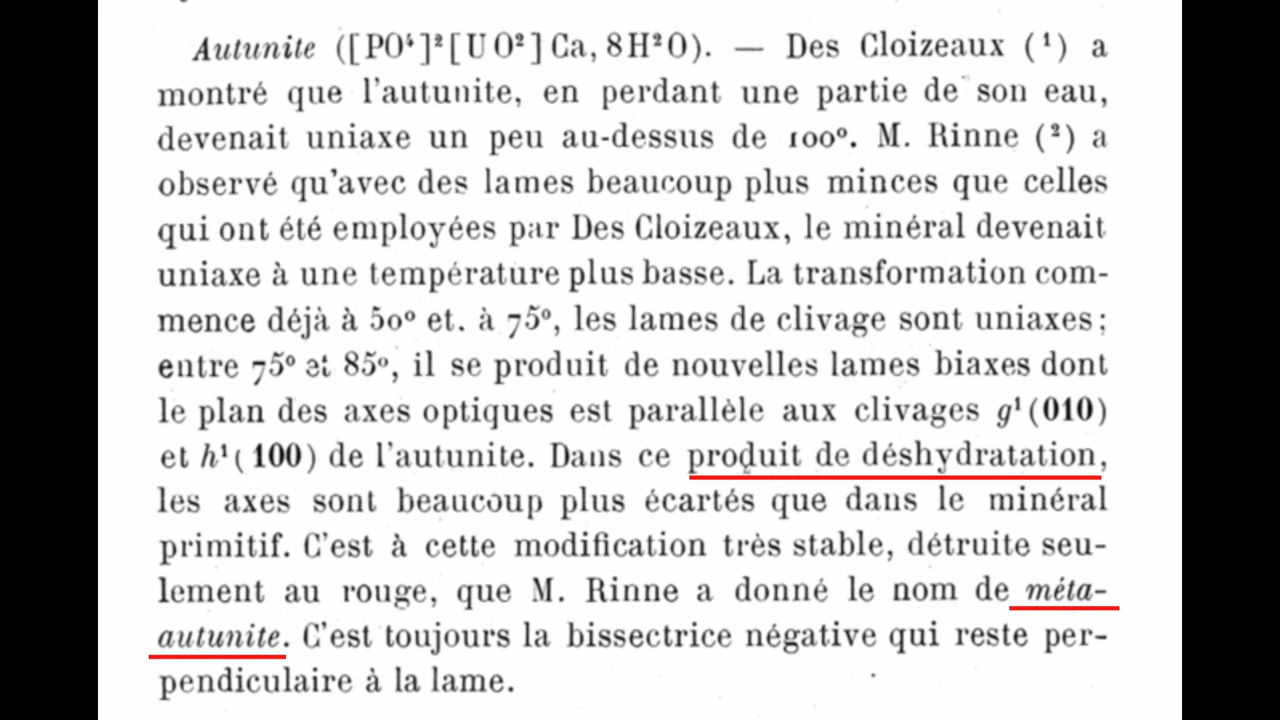 Autunite ([PO⁴]²[UO²]Ca, 8H²O). — Des Cloizeaux (¹) a
montré que l'autunite, en perdant une partie de son eau,
devenait uniaxe un peu au-dessus de 100°. M. Rinne (²) a
observé qu'avec des lames beaucoup plus minces que celles
qui ont été employées par Des Cloizeaux, le minéral devenait
uniaxe à une température plus basse. La transformation com-
mence déjà à 50° et. à 75°, les lames de clivage sont uniaxes;
entre 75° et 85°, il se produit de nouvelles lames biaxes dont
le plan des axes optiques est parallèle aux clivages g¹(010)
et h¹(100) de l'autunite. Dans ce produit de déshydratation,
les axes sont beaucoup plus écartés que dans le minéral
primitif. C'est à cette modification très stable, détruite seu-
lement au rouge, que M. Rinne a donné le nom de méta-
autunite. C'est toujours la bissectrice négative qui reste per-
pendiculaire à la lame.